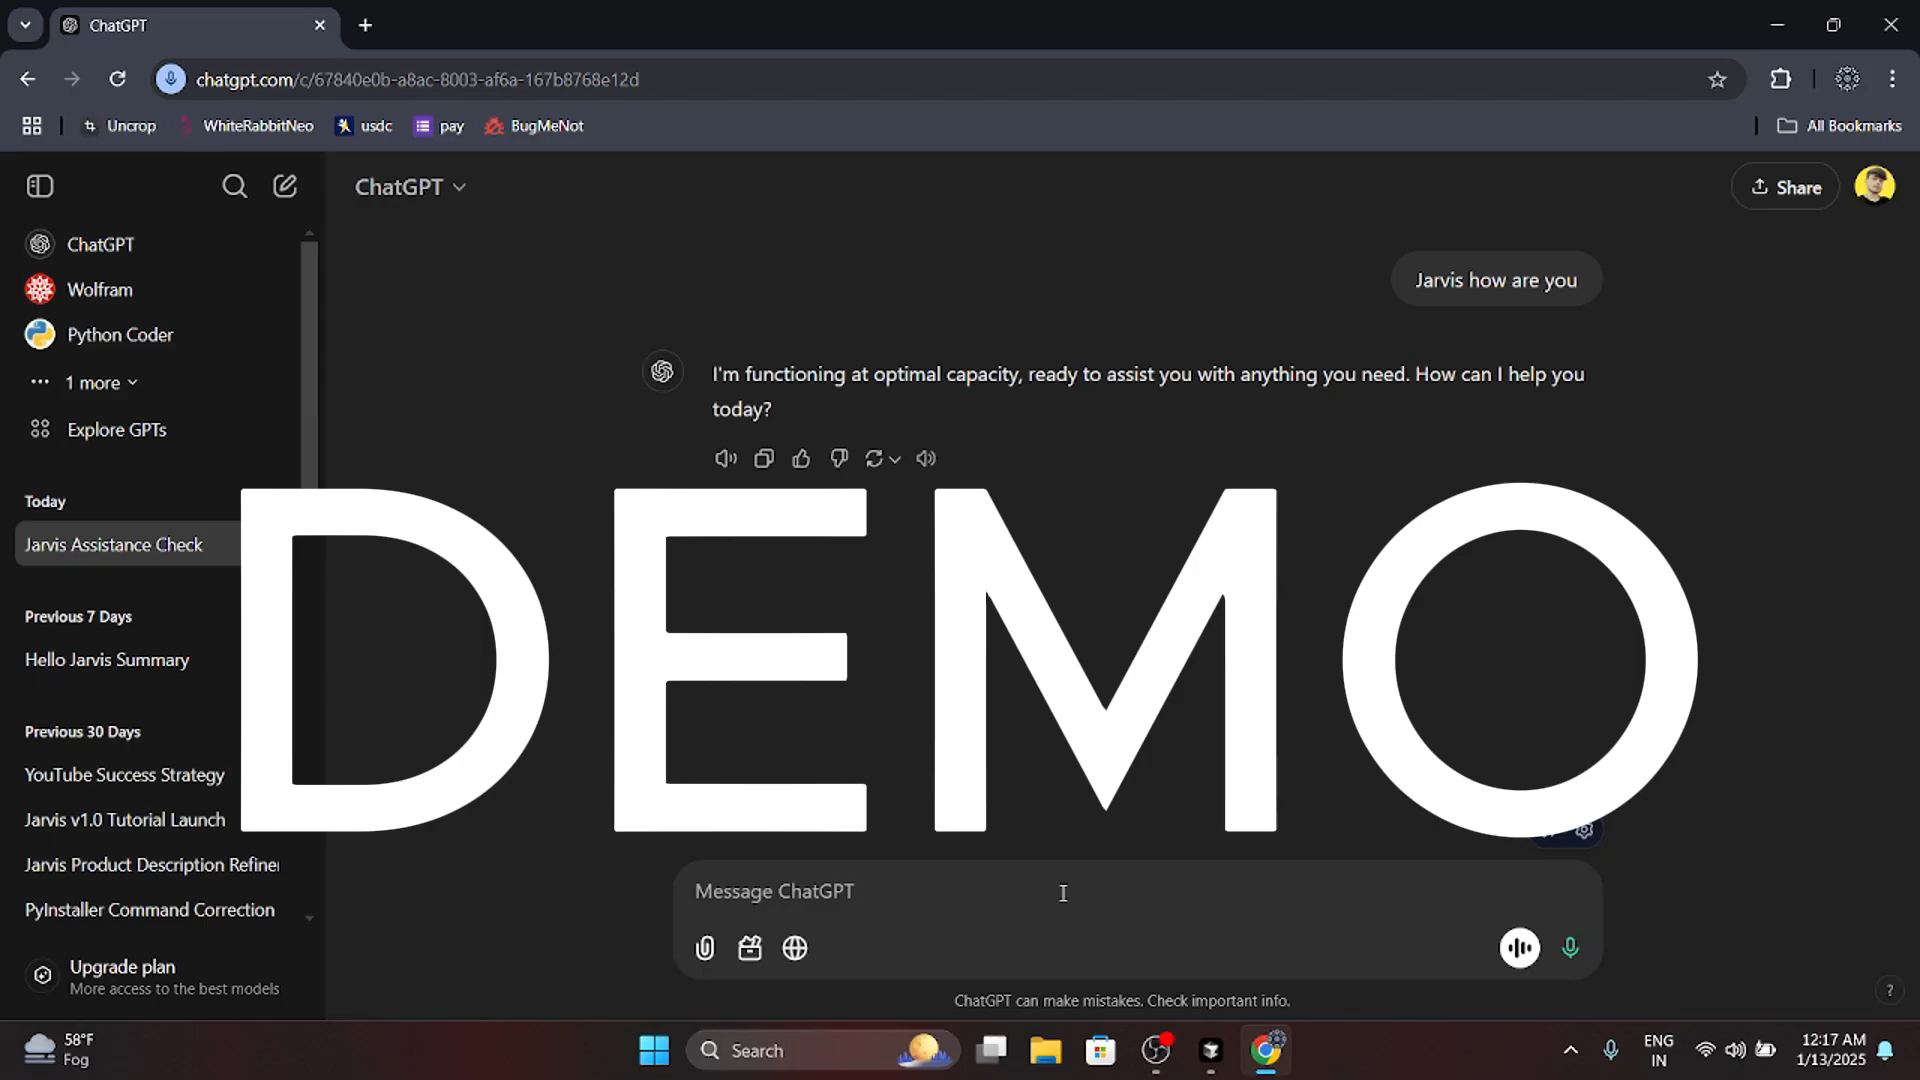 ChatGPT
chatgpt.com/c/67840e0b-a8ac-8003-af6a-167b8768e12d
Uncrop
WhiteRabbitNeo
usdc
pay
BugMeNot
All Bookmarks
ChatGPT
Share
ChatGPT
Wolfram
Python Coder
1 more
Explore GPTs
Today
Jarvis Assistance Check
Previous 7 Days
Hello Jarvis Summary
Previous 30 Days
YouTube Success Strategy
Jarvis v1.0 Tutorial Launch
Jarvis Product Description Refiner
PyInstaller Command Correction
Upgrade plan
More access to the best models
Jarvis how are you
I'm functioning at optimal capacity, ready to assist you with anything you need. How can I help you
today?
DEMO
Message ChatGPT
ChatGPT can make mistakes. Check important info.
?
58°F
Fog
Search
ENG
IN
12:17 AM
1/13/2025